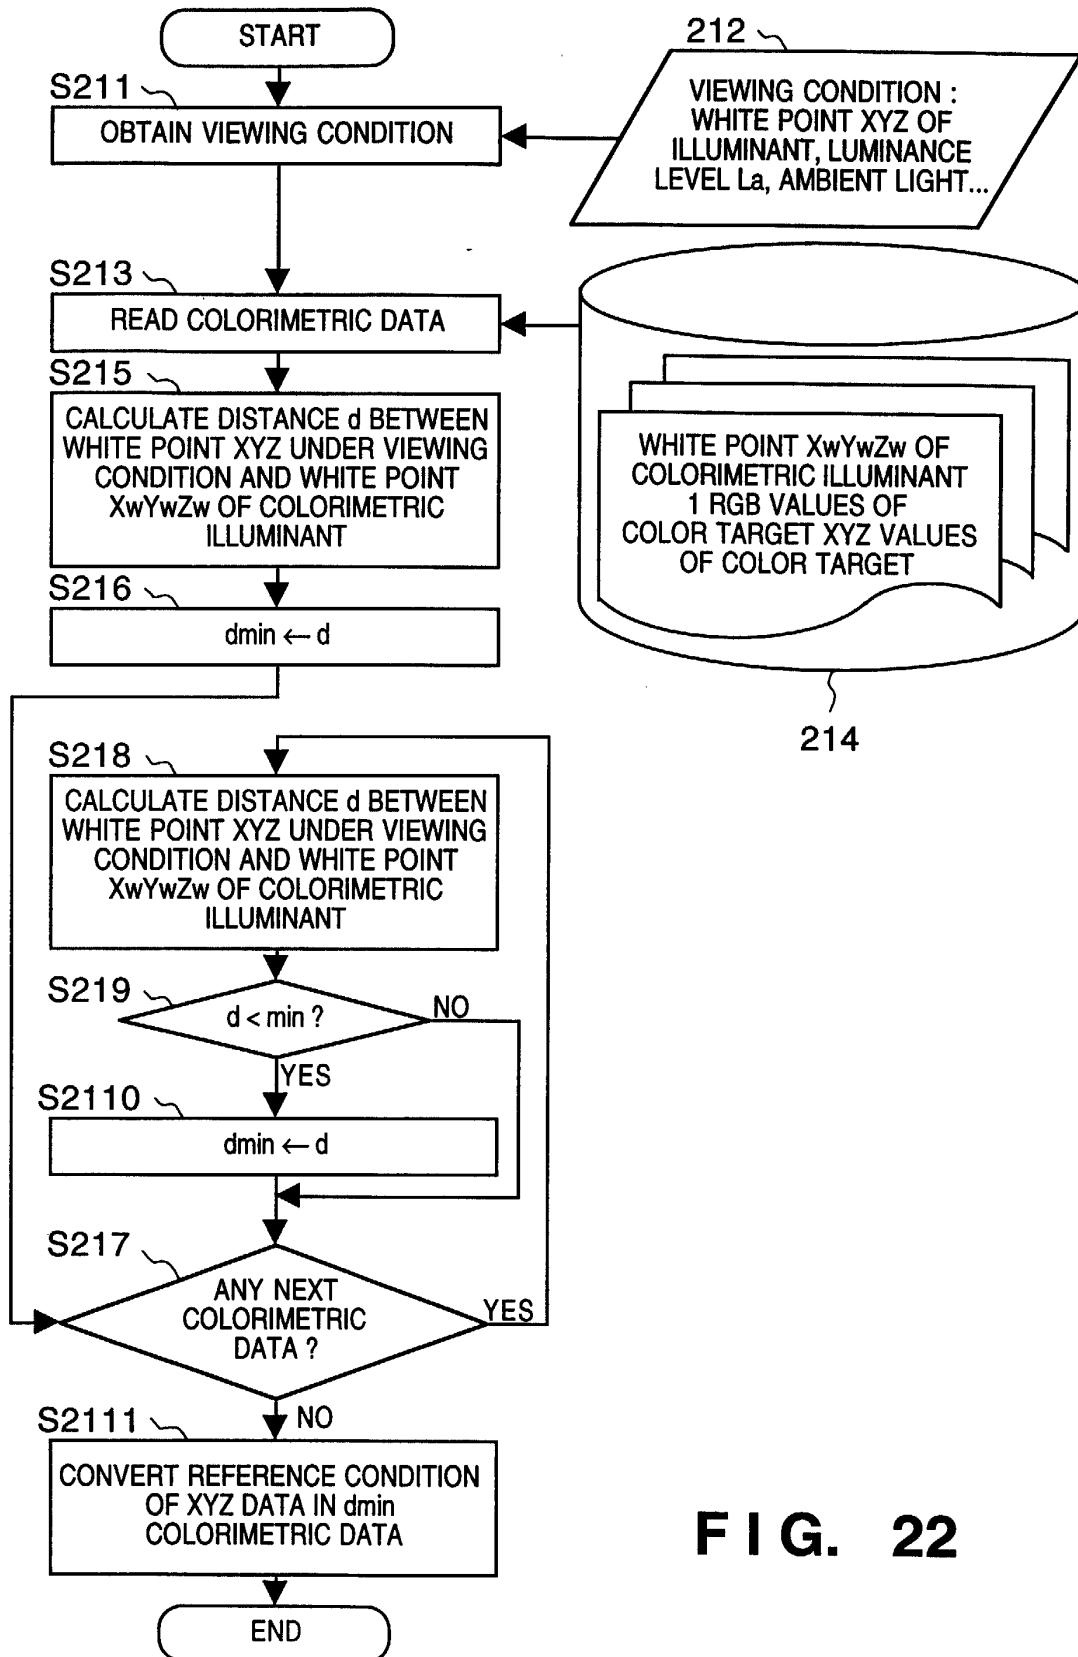 START
212
S211
OBTAIN VIEWING CONDITION
VIEWING CONDITION :
WHITE POINT XYZ OF
ILLUMINANT, LUMINANCE
LEVEL La, AMBIENT LIGHT...
S213
READ COLORIMETRIC DATA
S215
CALCULATE DISTANCE d BETWEEN
WHITE POINT XYZ UNDER VIEWING
CONDITION AND WHITE POINT
XwYwZw OF COLORIMETRIC
ILLUMINANT
WHITE POINT XwYwZw OF
COLORIMETRIC ILLUMINANT
1 RGB VALUES OF
COLOR TARGET XYZ VALUES
OF COLOR TARGET
S216
dmin ← d
214
S218
CALCULATE DISTANCE d BETWEEN
WHITE POINT XYZ UNDER VIEWING
CONDITION AND WHITE POINT
XwYwZw OF COLORIMETRIC
ILLUMINANT
S219
d < min ?
NO
YES
S2110
dmin ← d
S217
ANY NEXT
COLORIMETRIC
DATA ?
YES
NO
S2111
CONVERT REFERENCE CONDITION
OF XYZ DATA IN dmin
COLORIMETRIC DATA
END
FIG. 22